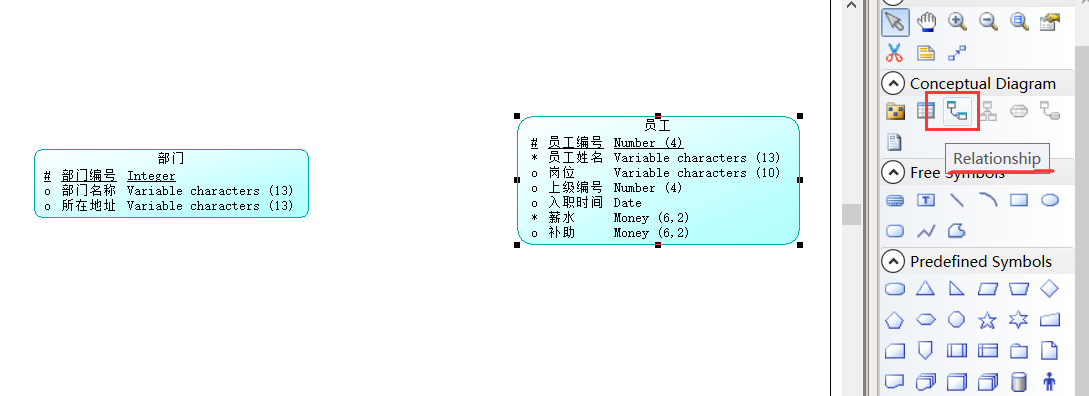 部门
# 部门编号 Integer
o 部门名称 Variable characters (13)
o 所在地址 Variable characters (13)
员工
# 员工编号 Number (4)
* 员工姓名 Variable characters (13)
o 岗位 Variable characters (10)
o 上级编号 Number (4)
o 入职时间 Date
* 薪水 Money (6,2)
o 补助 Money (6,2)
Conceptual Diagram
Relationship
Free Symbols
Predefined Symbols